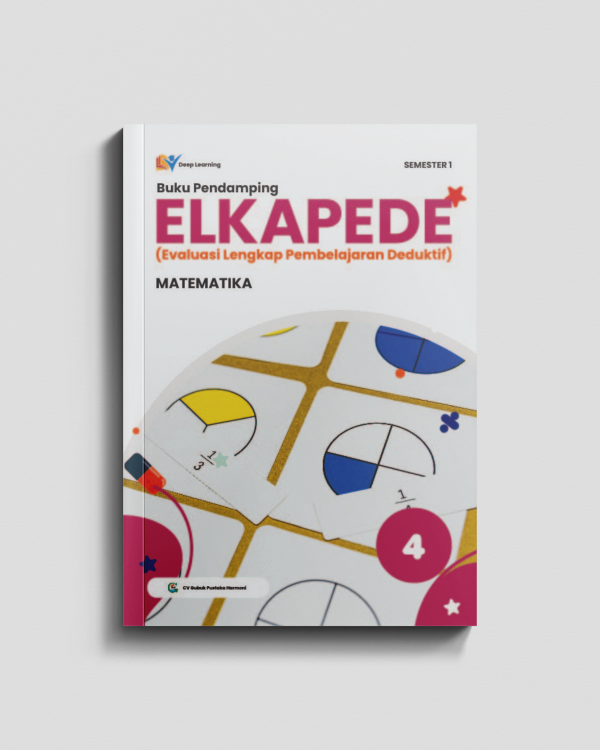 Deep Learning
SEMESTER 1
Buku Pendamping
ELKAPEDE
(Evaluasi Lengkap Pembelajaran Deduktif)
MATEMATIKA
1
3
1
4
CV Gubuk Pustaka Harmoni